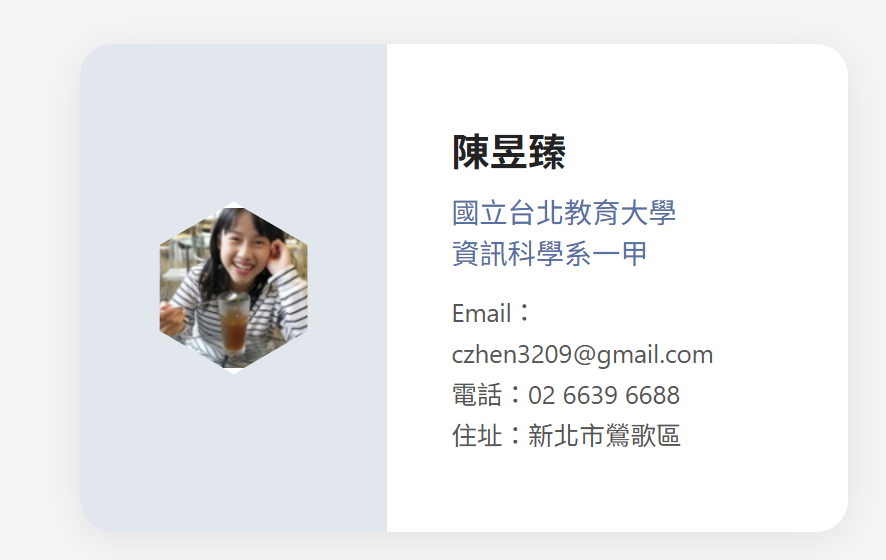 陳昱臻
國立台北教育大學
資訊科學系一甲
Email：
czhen3209@gmail.com
電話：02 6639 6688
住址：新北市鶯歌區